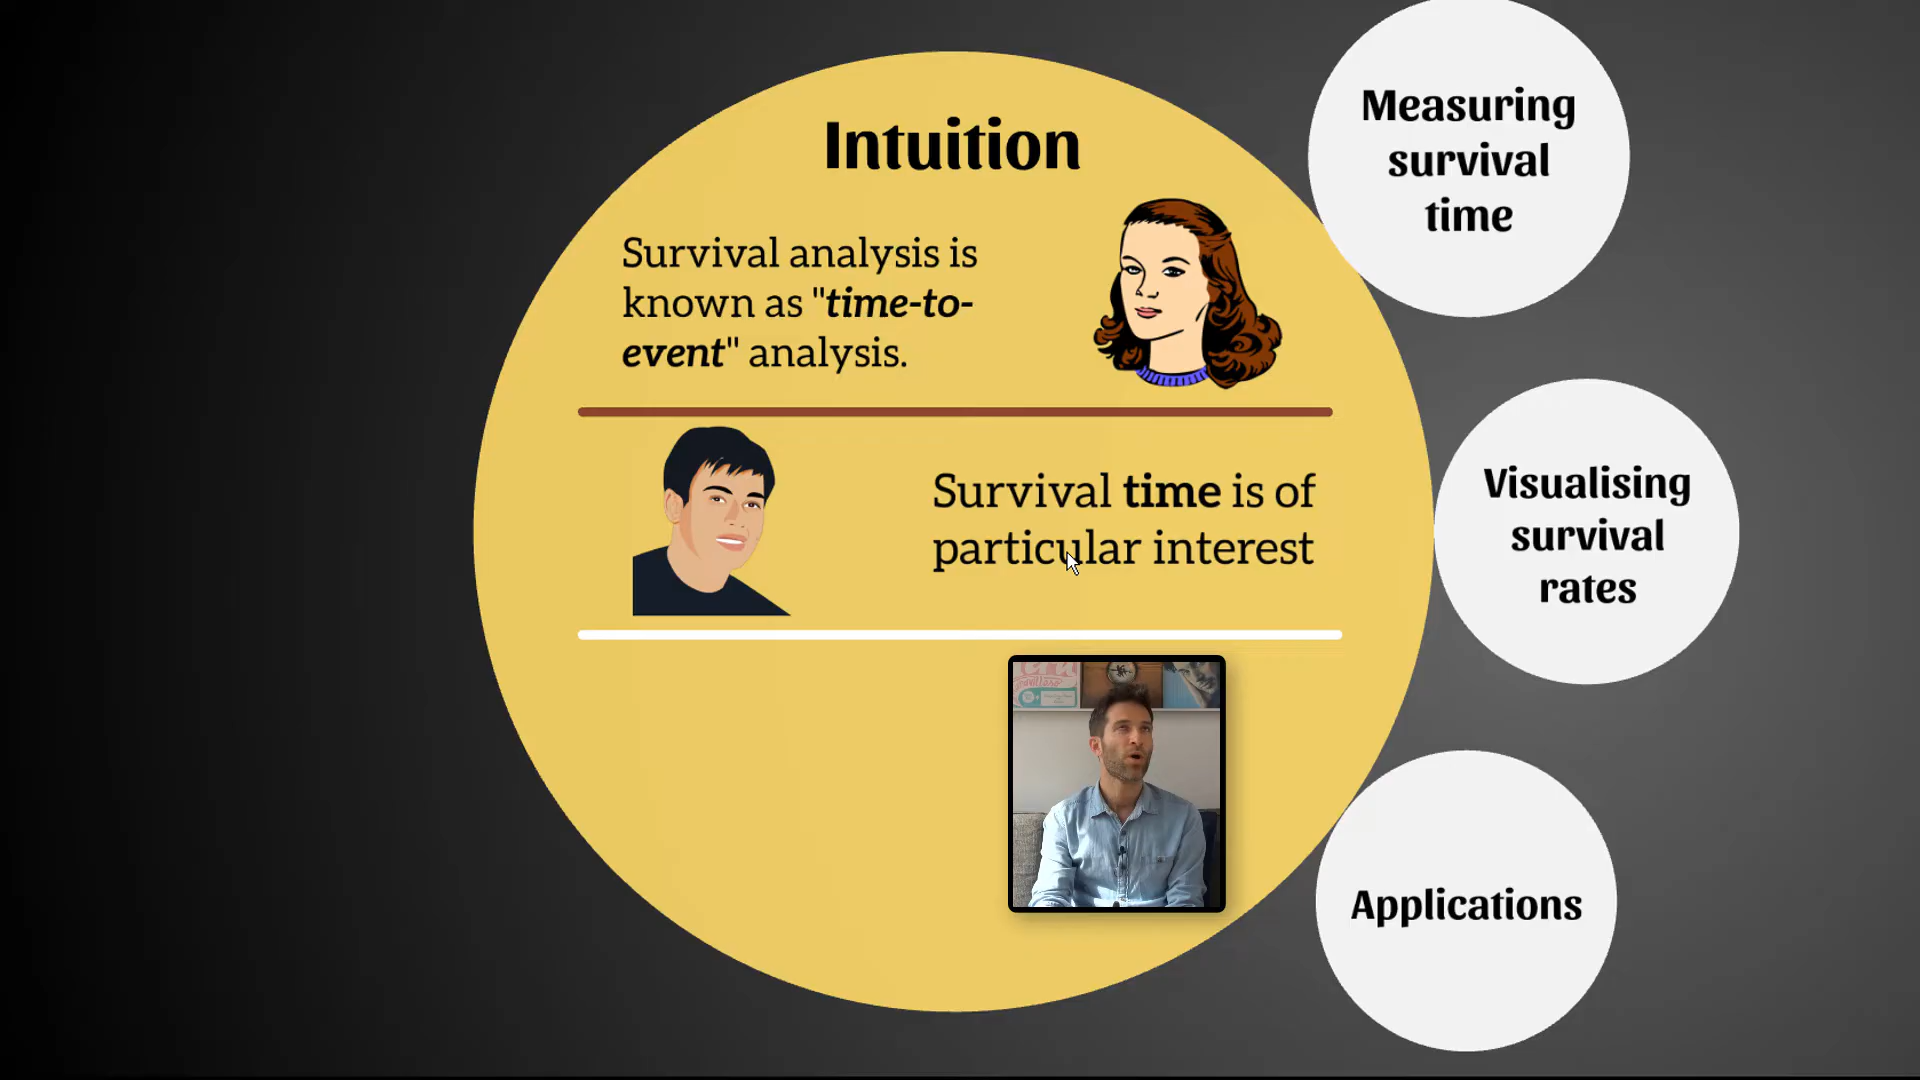 Intuition
Survival analysis is
known as "time-to-
event" analysis.
Survival time is of
particular interest
Measuring
survival
time
Visualising
survival
rates
Applications